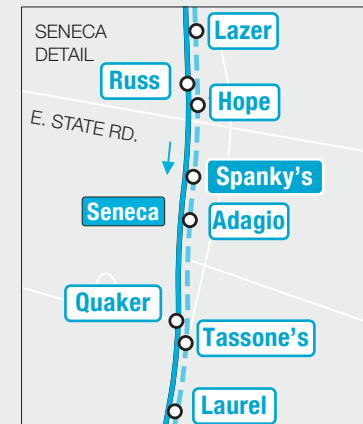 SENECA
DETAIL
Lazer
Russ
Hope
E. STATE RD.
Spanky's
Seneca
Adagio
Quaker
Tassone's
Laurel